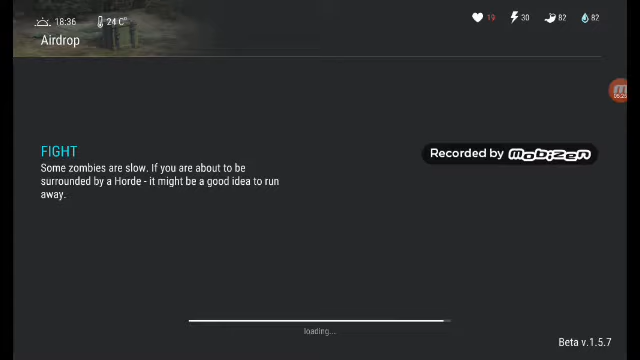 18:36 24 C° 19 30 82 82
Airdrop
FIGHT
Some zombies are slow. If you are about to be
surrounded by a Horde - it might be a good idea to run
away.
Recorded by mobizen
loading...
Beta v.1.5.7